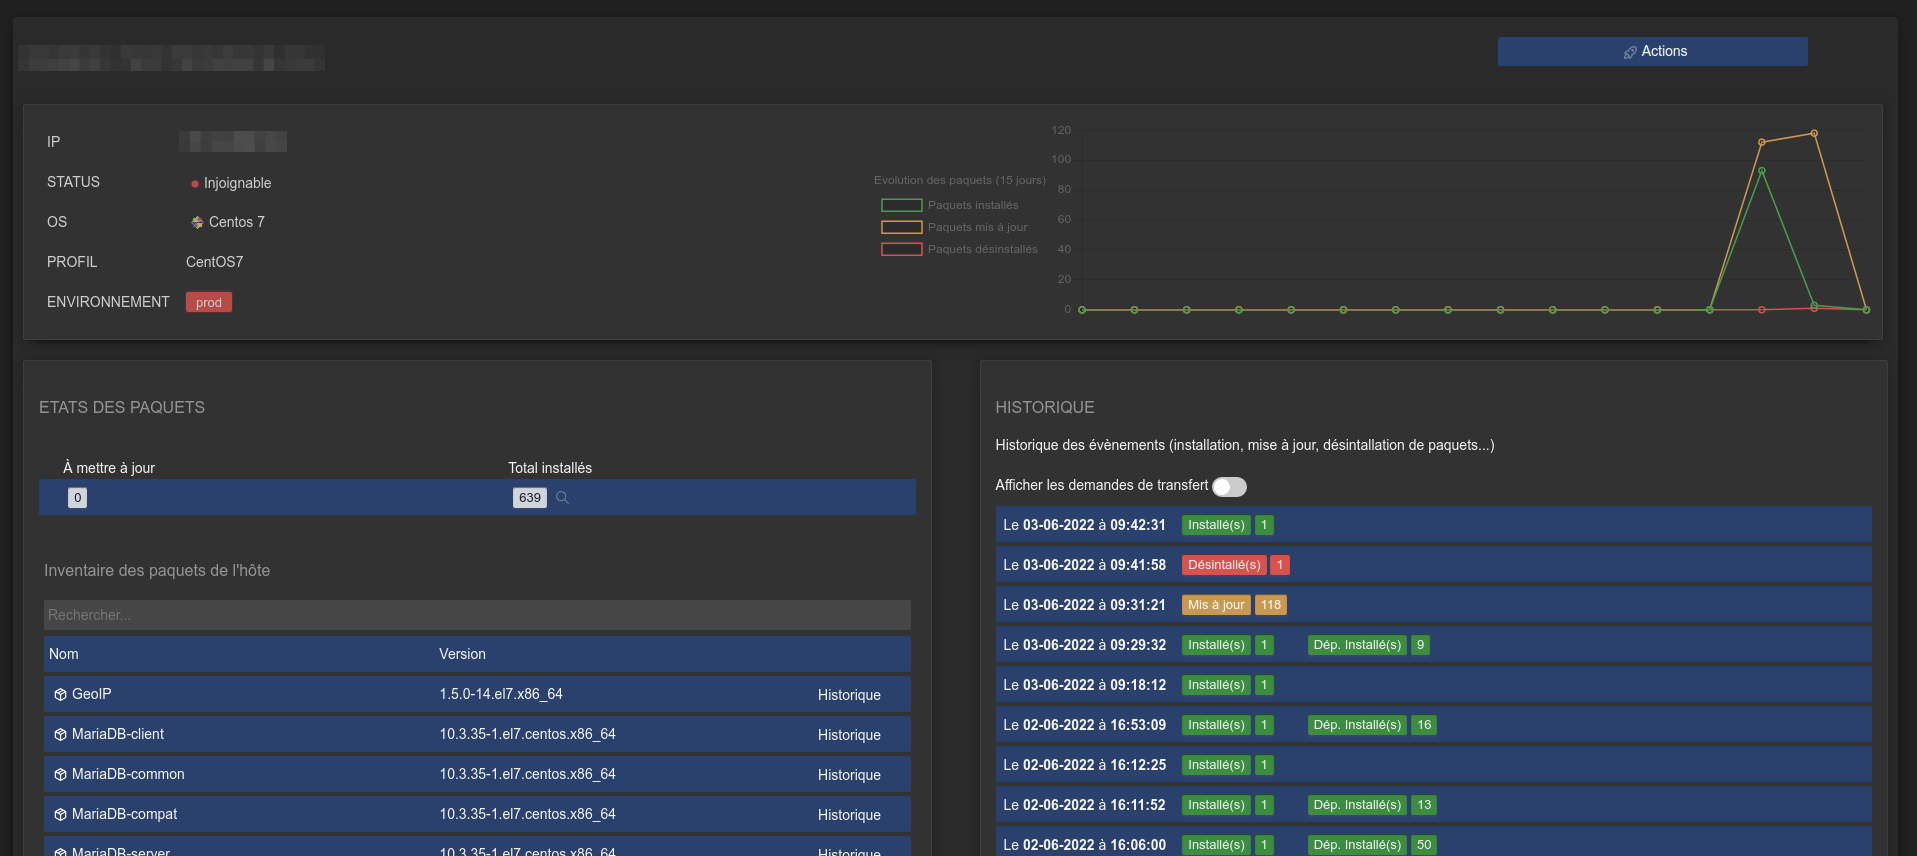 Actions
IP
STATUS Injoignable
OS Centos 7
PROFIL CentOS7
ENVIRONNEMENT prod
Evolution des paquets (15 jours)
Paquets installés
Paquets mis à jour
Paquets désinstallés
120
100
80
60
40
20
0
ETATS DES PAQUETS
À mettre à jour Total installés
0 639
Inventaire des paquets de l'hôte
Rechercher...
Nom Version
GeoIP 1.5.0-14.el7.x86_64 Historique
MariaDB-client 10.3.35-1.el7.centos.x86_64 Historique
MariaDB-common 10.3.35-1.el7.centos.x86_64 Historique
MariaDB-compat 10.3.35-1.el7.centos.x86_64 Historique
MariaDB-server 10.3.35-1.el7.centos.x86_64 Historique
HISTORIQUE
Historique des évènements (installation, mise à jour, désintallation de paquets...)
Afficher les demandes de transfert
Le 03-06-2022 à 09:42:31 Installé(s) 1
Le 03-06-2022 à 09:41:58 Désintallé(s) 1
Le 03-06-2022 à 09:31:21 Mis à jour 118
Le 03-06-2022 à 09:29:32 Installé(s) 1 Dép. Installé(s) 9
Le 03-06-2022 à 09:18:12 Installé(s) 1
Le 02-06-2022 à 16:53:09 Installé(s) 1 Dép. Installé(s) 16
Le 02-06-2022 à 16:12:25 Installé(s) 1
Le 02-06-2022 à 16:11:52 Installé(s) 1 Dép. Installé(s) 13
Le 02-06-2022 à 16:06:00 Installé(s) 1 Dép. Installé(s) 50